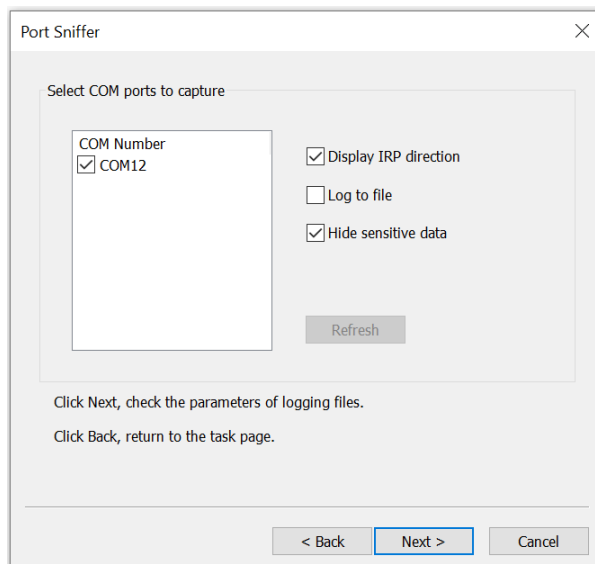 Port Sniffer
Select COM ports to capture
COM Number
COM12
Display IRP direction
Log to file
Hide sensitive data
Refresh
Click Next, check the parameters of logging files.
Click Back, return to the task page.
< Back
Next >
Cancel